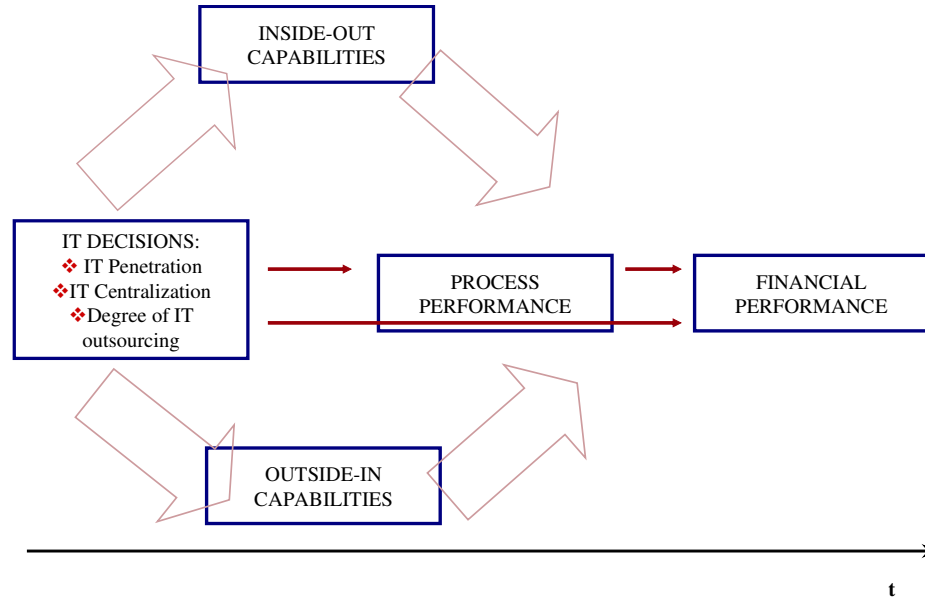 INSIDE-OUT
CAPABILITIES
IT DECISIONS:
❖ IT Penetration
❖IT Centralization
❖Degree of IT
outsourcing
PROCESS
PERFORMANCE
FINANCIAL
PERFORMANCE
OUTSIDE-IN
CAPABILITIES
t